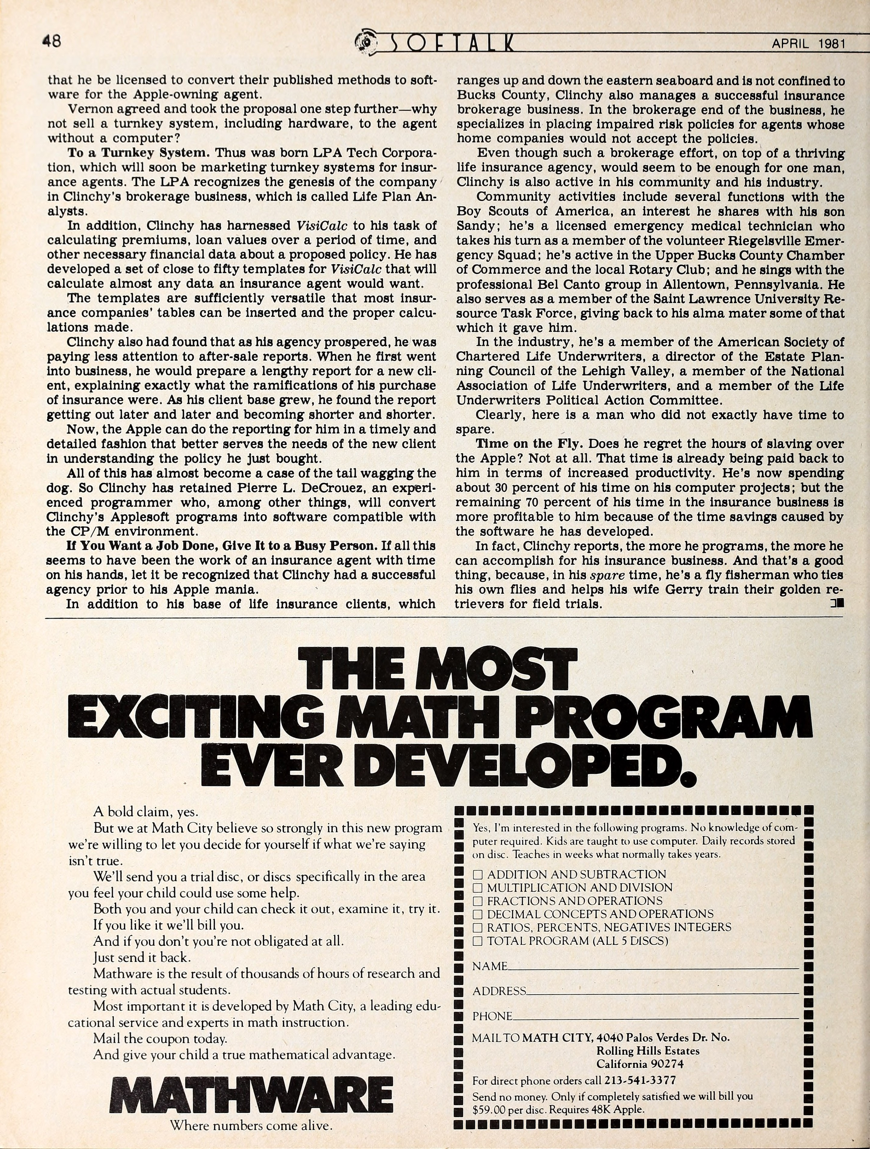 48
SOFTALK
APRIL 1981
that he be licensed to convert their published methods to soft-
ware for the Apple-owning agent.
Vernon agreed and took the proposal one step further—why
not sell a turnkey system, including hardware, to the agent
without a computer?
To a Turnkey System. Thus was born LPA Tech Corpora-
tion, which will soon be marketing turnkey systems for insur-
ance agents. The LPA recognizes the genesis of the company
in Clinchy's brokerage business, which is called Life Plan An-
alysts.
In addition, Clinchy has harnessed VisiCalc to his task of
calculating premiums, loan values over a period of time, and
other necessary financial data about a proposed policy. He has
developed a set of close to fifty templates for VisiCalc that will
calculate almost any data an insurance agent would want.
The templates are sufficiently versatile that most insur-
ance companies' tables can be inserted and the proper calcu-
lations made.
Clinchy also had found that as his agency prospered, he was
paying less attention to after-sale reports. When he first went
into business, he would prepare a lengthy report for a new cli-
ent, explaining exactly what the ramifications of his purchase
of insurance were. As his client base grew, he found the report
getting out later and later and becoming shorter and shorter.
Now, the Apple can do the reporting for him in a timely and
detailed fashion that better serves the needs of the new client
in understanding the policy he just bought.
All of this has almost become a case of the tail wagging the
dog. So Clinchy has retained Pierre L. DeCrouez, an experi-
enced programmer who, among other things, will convert
Clinchy's Applesoft programs into software compatible with
the CP/M environment.
If You Want a Job Done, Give It to a Busy Person. If all this
seems to have been the work of an insurance agent with time
on his hands, let it be recognized that Clinchy had a successful
agency prior to his Apple mania.
In addition to his base of life insurance clients, which
ranges up and down the eastern seaboard and is not confined to
Bucks County, Clinchy also manages a successful insurance
brokerage business. In the brokerage end of the business, he
specializes in placing impaired risk policies for agents whose
home companies would not accept the policies.
Even though such a brokerage effort, on top of a thriving
life insurance agency, would seem to be enough for one man,
Clinchy is also active in his community and his industry.
Community activities include several functions with the
Boy Scouts of America, an interest he shares with his son
Sandy; he's a licensed emergency medical technician who
takes his turn as a member of the volunteer Riegelsville Emer-
gency Squad; he's active in the Upper Bucks County Chamber
of Commerce and the local Rotary Club; and he sings with the
professional Bel Canto group in Allentown, Pennsylvania. He
also serves as a member of the Saint Lawrence University Re-
source Task Force, giving back to his alma mater some of that
which it gave him.
In the industry, he's a member of the American Society of
Chartered Life Underwriters, a director of the Estate Plan-
ning Council of the Lehigh Valley, a member of the National
Association of Life Underwriters, and a member of the Life
Underwriters Political Action Committee.
Clearly, here is a man who did not exactly have time to
spare.
Time on the Fly. Does he regret the hours of slaving over
the Apple? Not at all. That time is already being paid back to
him in terms of increased productivity. He's now spending
about 30 percent of his time on his computer projects; but the
remaining 70 percent of his time in the insurance business is
more profitable to him because of the time savings caused by
the software he has developed.
In fact, Clinchy reports, the more he programs, the more he
can accomplish for his insurance business. And that's a good
thing, because, in his spare time, he's a fly fisherman who ties
his own flies and helps his wife Gerry train their golden re-
trievers for field trials.
THE MOST
EXCITING MATH PROGRAM
EVER DEVELOPED.
A bold claim, yes.
But we at Math City believe so strongly in this new program
we're willing to let you decide for yourself if what we're saying
isn't true.
We'll send you a trial disc, or discs specifically in the area
you feel your child could use some help.
Both you and your child can check it out, examine it, try it.
If you like it we'll bill you.
And if you don't you're not obligated at all.
Just send it back.
Mathware is the result of thousands of hours of research and
testing with actual students.
Most important it is developed by Math City, a leading edu-
cational service and experts in math instruction.
Mail the coupon today.
And give your child a true mathematical advantage.
MATHWARE
Where numbers come alive.
Yes, I'm interested in the following programs. No knowledge of com-
puter required. Kids are taught to use computer. Daily records stored
on disc. Teaches in weeks what normally takes years.
ADDITION AND SUBTRACTION
MULTIPLICATION AND DIVISION
FRACTIONS AND OPERATIONS
DECIMAL CONCEPTS AND OPERATIONS
RATIOS, PERCENTS, NEGATIVES INTEGERS
TOTAL PROGRAM (ALL 5 DISCS)
NAME
ADDRESS
PHONE
MAIL TO MATH CITY, 4040 Palos Verdes Dr. No.
Rolling Hills Estates
California 90274
For direct phone orders call 213-541-3377
Send no money. Only if completely satisfied we will bill you
$59.00 per disc. Requires 48K Apple.